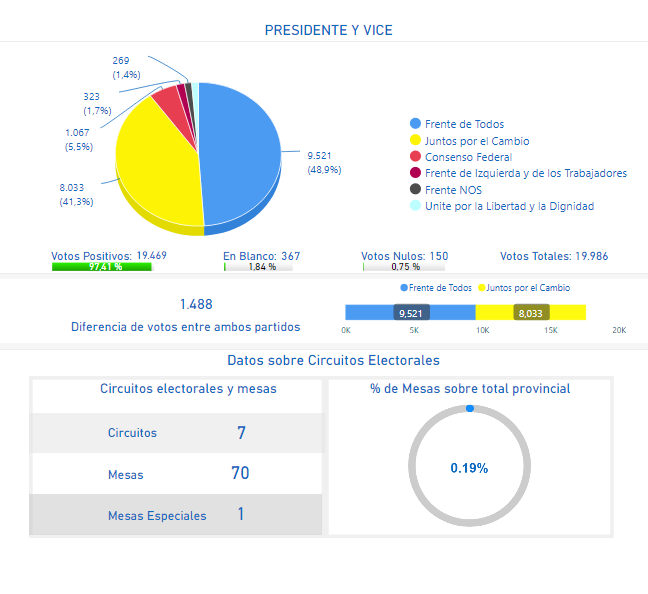 PRESIDENTE Y VICE
269
(1,4%)
323
(1,7%)
1.067
(5,5%)
8.033
(41,3%)
9.521
(48,9%)
Frente de Todos
Juntos por el Cambio
Consenso Federal
Frente de Izquierda y de los Trabajadores
Frente NOS
Unite por la Libertad y la Dignidad
Votos Positivos: 19.469
97,41 %
En Blanco: 367
1,84 %
Votos Nulos: 150
0,75 %
Votos Totales: 19.986
1.488
Diferencia de votos entre ambos partidos
Frente de Todos Juntos por el Cambio
9,521 8,033
0K 5K 10K 15K 20K
Datos sobre Circuitos Electorales
Circuitos electorales y mesas
Circuitos 7
Mesas 70
Mesas Especiales 1
% de Mesas sobre total provincial
0.19%